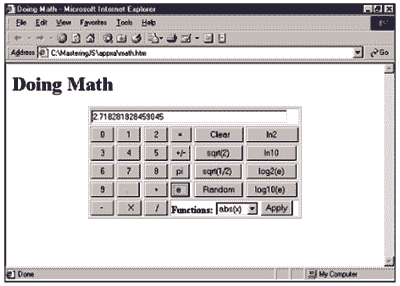 Doing Math - Microsoft Internet Explorer
File Edit View Favorites Tools Help
Address C:\MasteringJS\appra\math.htm Go
Doing Math
2.718281828459045
0 1 2 = Clear ln2
3 4 5 +/- sqrt(2) ln10
6 7 8 pi sqrt(1/2) log2(e)
9 . + e Random log10(e)
- X / Functions: abs(x) Apply
Done My Computer